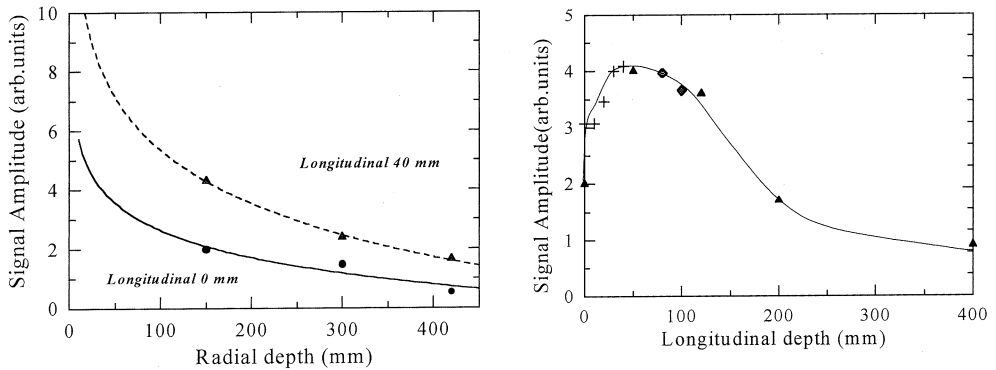 Signal Amplitude (arb.units)
10
8
6
4
2
0
Longitudinal 40 mm
Longitudinal 0 mm
0 100 200 300 400
Radial depth (mm)
Signal Amplitude(arb.units)
5
4
3
2
1
0
0 100 200 300 400
Longitudinal depth (mm)